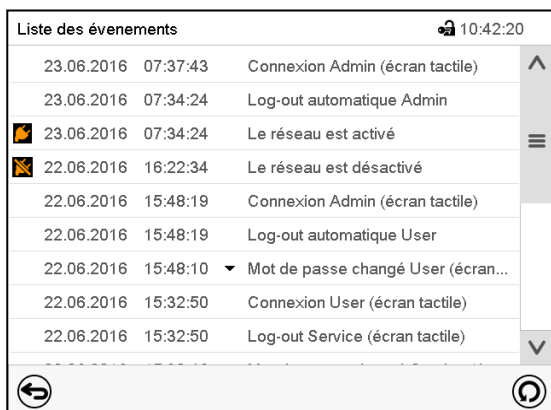 Liste des évenements 10:42:20
23.06.2016 07:37:43 Connexion Admin (écran tactile)
23.06.2016 07:34:24 Log-out automatique Admin
23.06.2016 07:34:24 Le réseau est activé
22.06.2016 16:22:34 Le réseau est désactivé
22.06.2016 15:48:19 Connexion Admin (écran tactile)
22.06.2016 15:48:19 Log-out automatique User
22.06.2016 15:48:10 Mot de passe changé User (écran...
22.06.2016 15:32:50 Connexion User (écran tactile)
22.06.2016 15:32:50 Log-out Service (écran tactile)